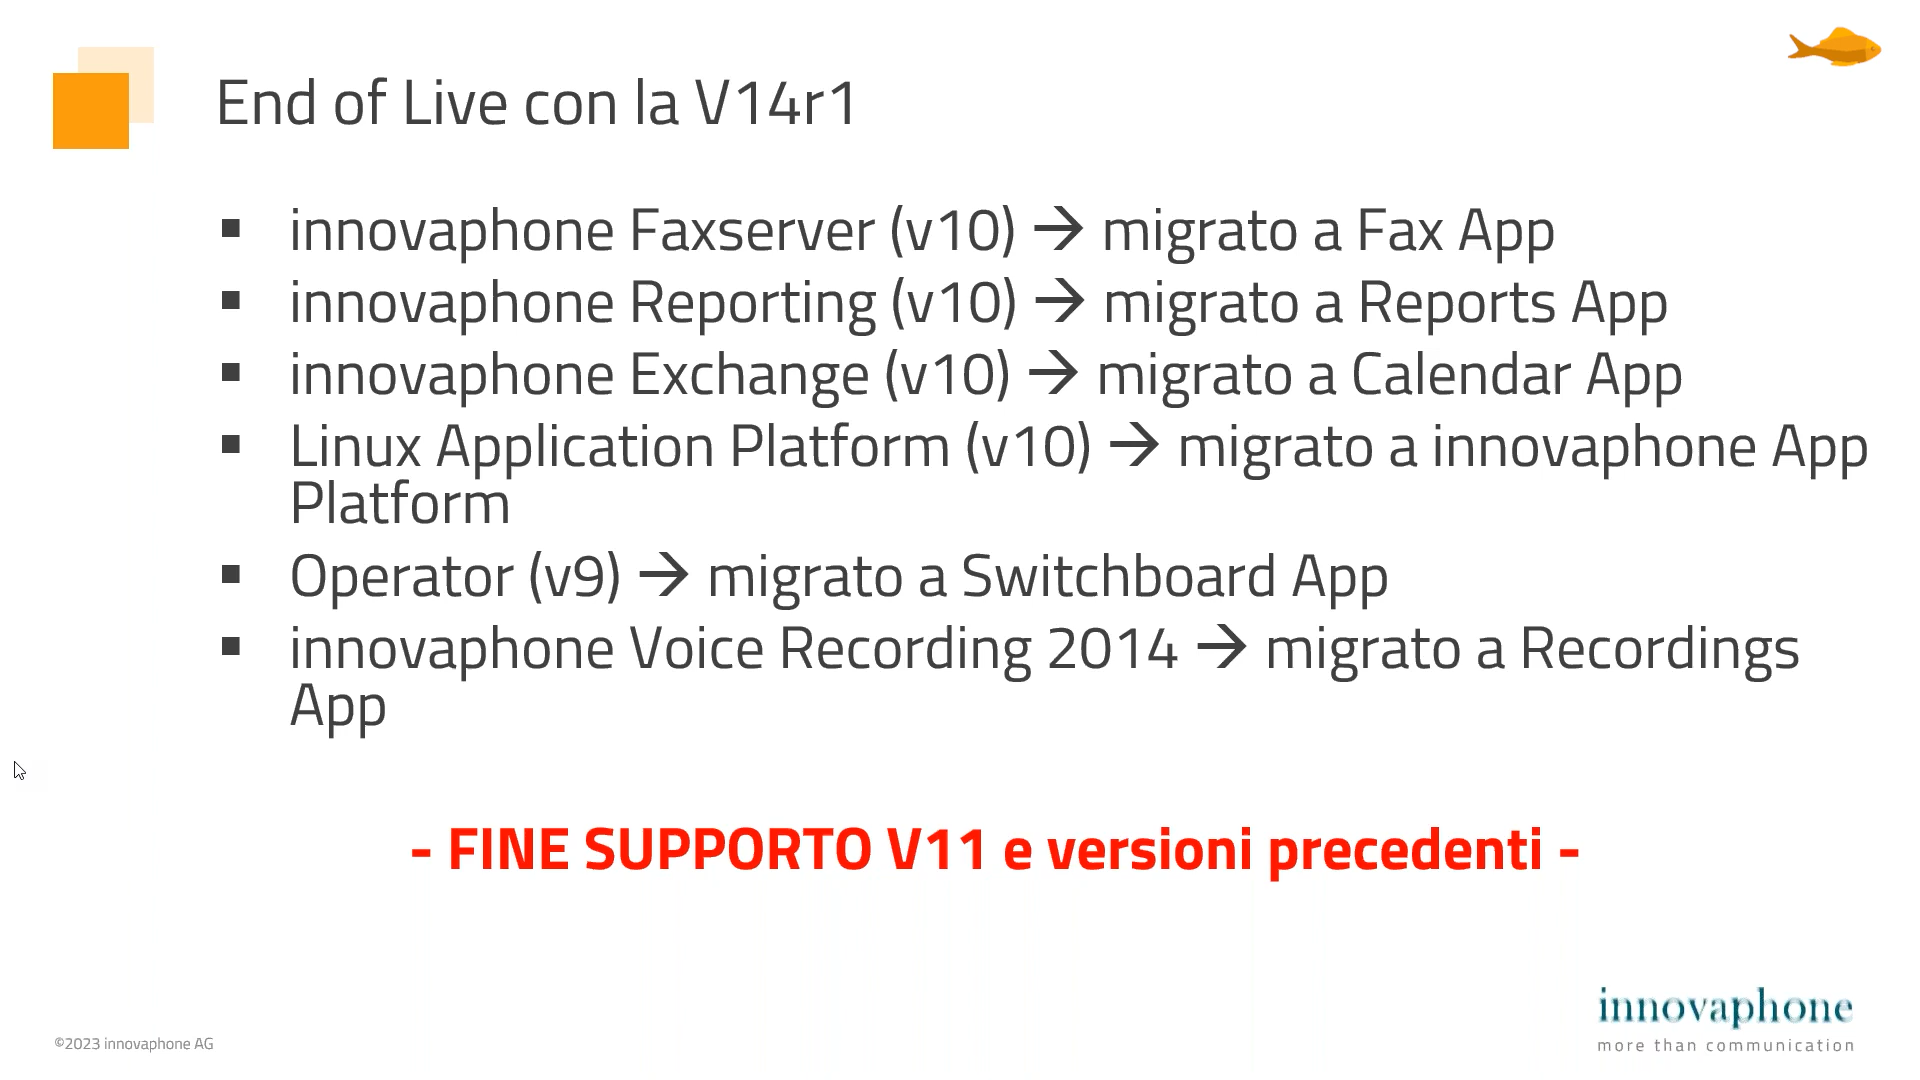 End of Live con la V14r1
▪ innovaphone Faxserver (v10) → migrato a Fax App
▪ innovaphone Reporting (v10) → migrato a Reports App
▪ innovaphone Exchange (v10) → migrato a Calendar App
▪ Linux Application Platform (v10) → migrato a innovaphone App
Platform
▪ Operator (v9) → migrato a Switchboard App
▪ innovaphone Voice Recording 2014 → migrato a Recordings
App
- FINE SUPPORTO V11 e versioni precedenti -
©2023 innovaphone AG
innovaphone
more than communication